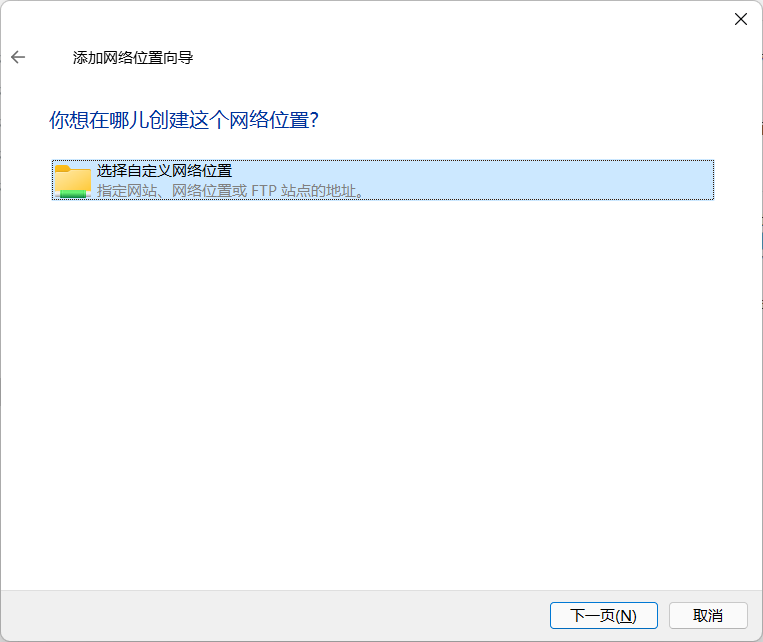 添加网络位置向导
你想在哪儿创建这个网络位置?
选择自定义网络位置
指定网站、网络位置或 FTP 站点的地址。
下一页(N)
取消